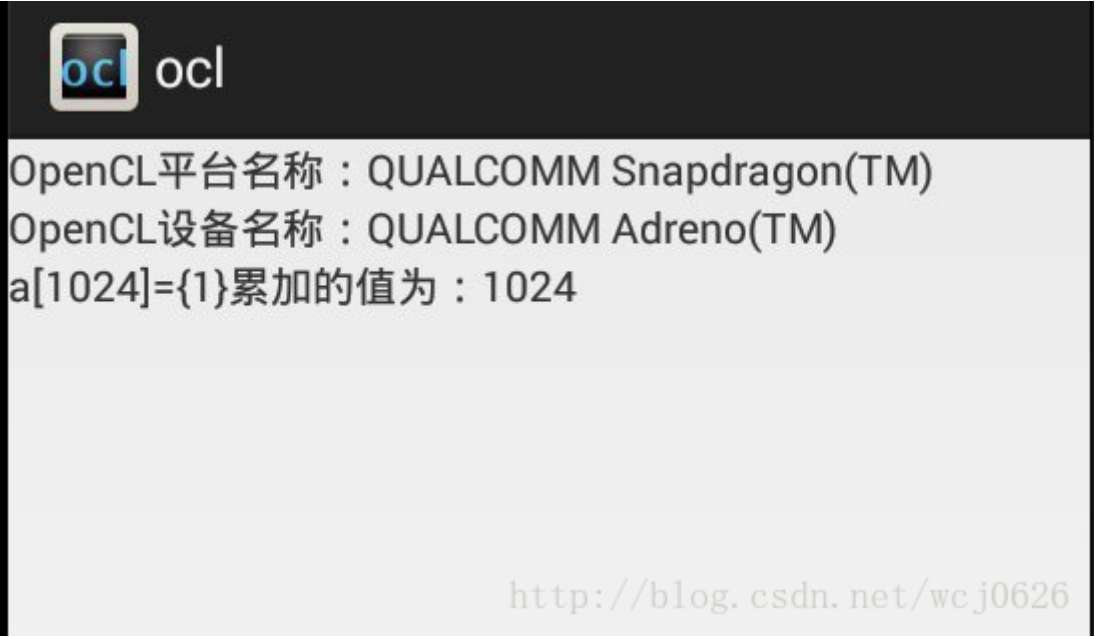 ocl ocl
OpenCL平台名称：QUALCOMM Snapdragon(TM)
OpenCL设备名称：QUALCOMM Adreno(TM)
a[1024]={1}累加的值为：1024
http://blog.csdn.net/wcj0626